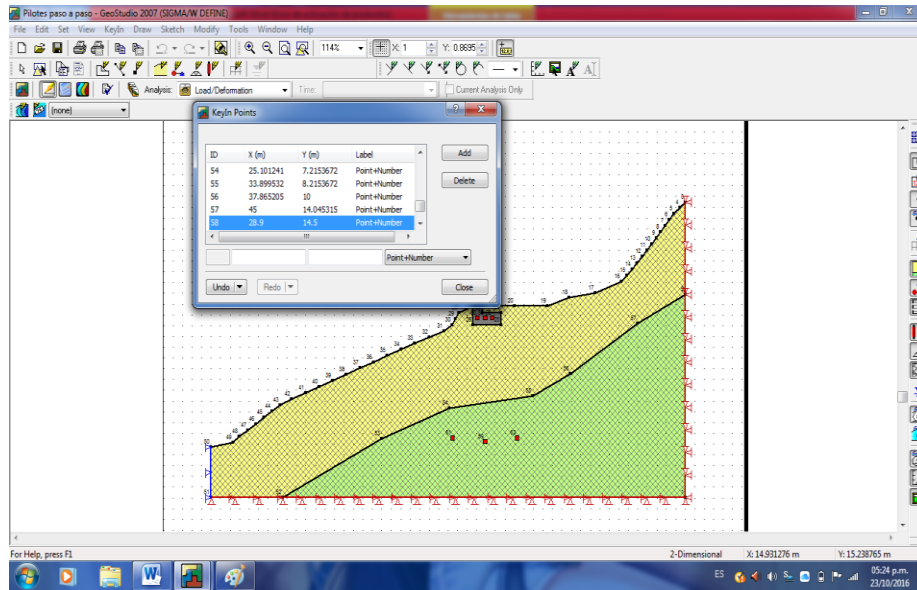 Pilotes paso a paso - GeoStudio 2007 (SIGMA/W DEFINE)
File Edit Set View KeyIn Draw Sketch Modify Tools Window Help
114% X: 1 Y: 0.8695
Analysis: Load/Deformation Time: Current Analysis Only
(none)
KeyIn Points
ID X (m) Y (m) Label
54 25.101241 7.2153672 Point+Number
55 33.899532 8.2153672 Point+Number
56 37.865205 10 Point+Number
57 45 14.045315 Point+Number
58 28.9 14.5 Point+Number
Add
Delete
Point+Number
Undo Redo Close
For Help, press F1 2-Dimensional X: 14.931276 m Y: 15.238765 m
ES 05:24 p.m.
23/10/2016